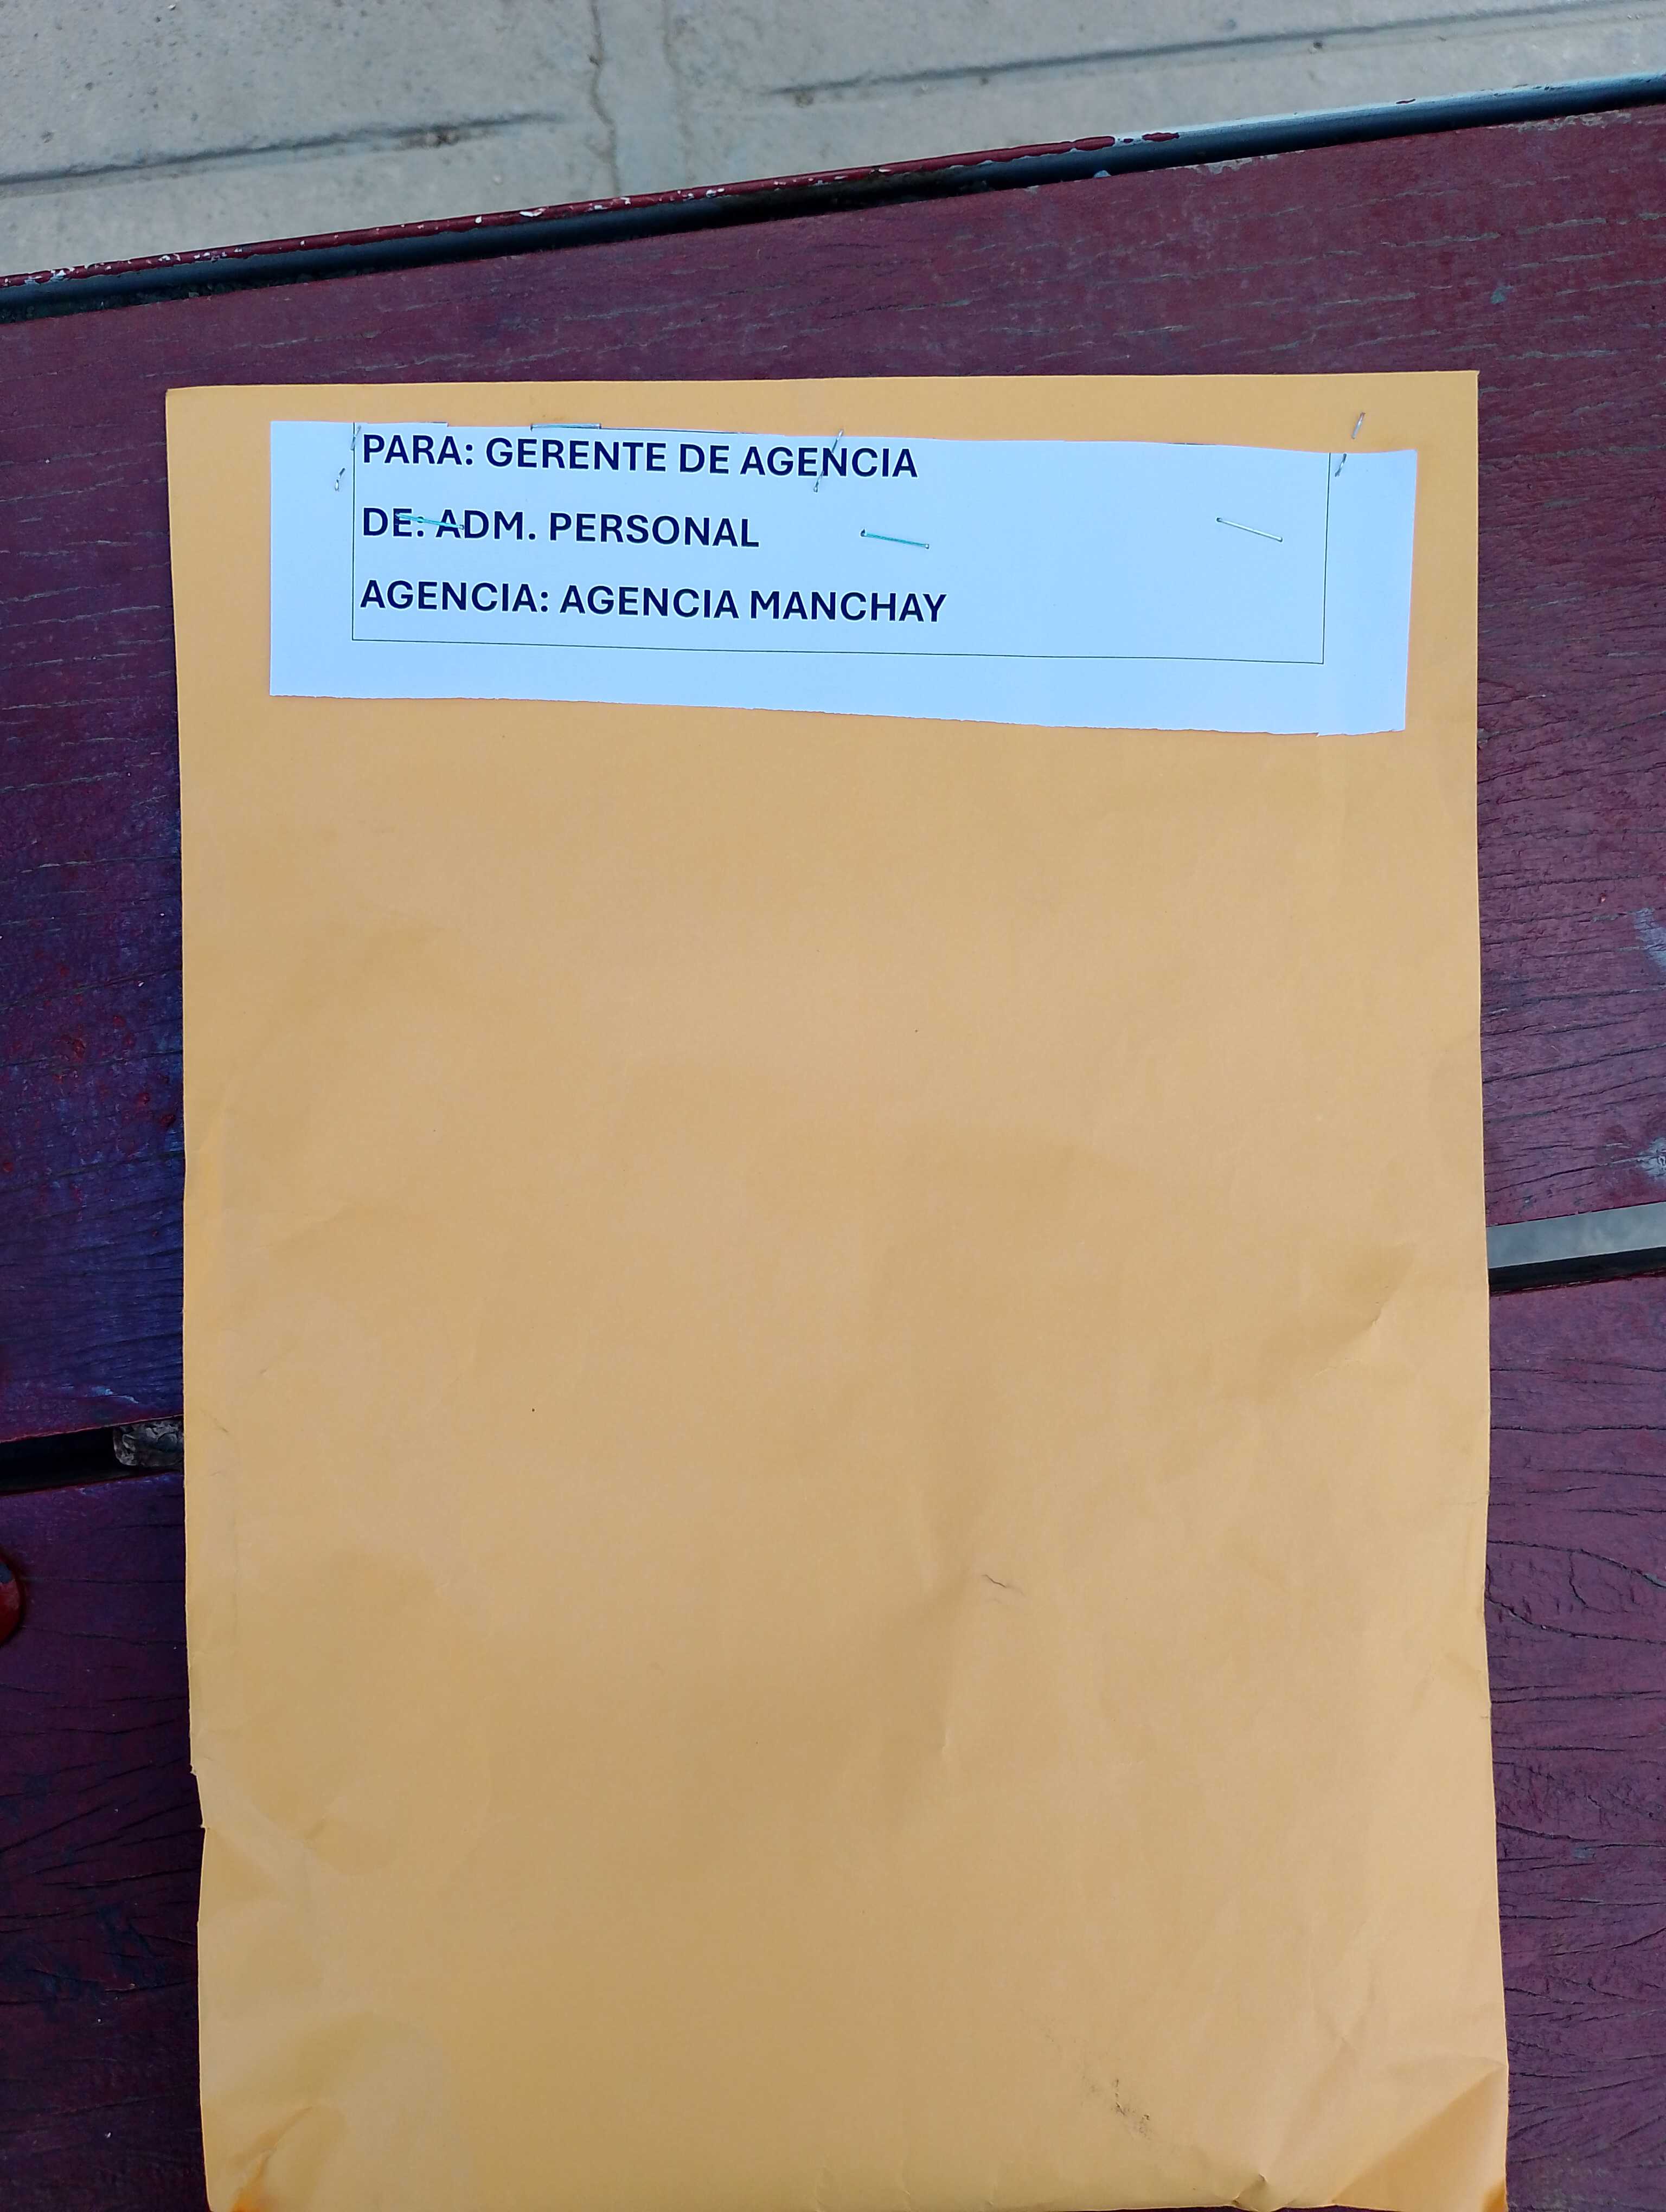 PARA: GERENTE DE AGENCIA
DE: ADM. PERSONAL
AGENCIA: AGENCIA MANCHAY